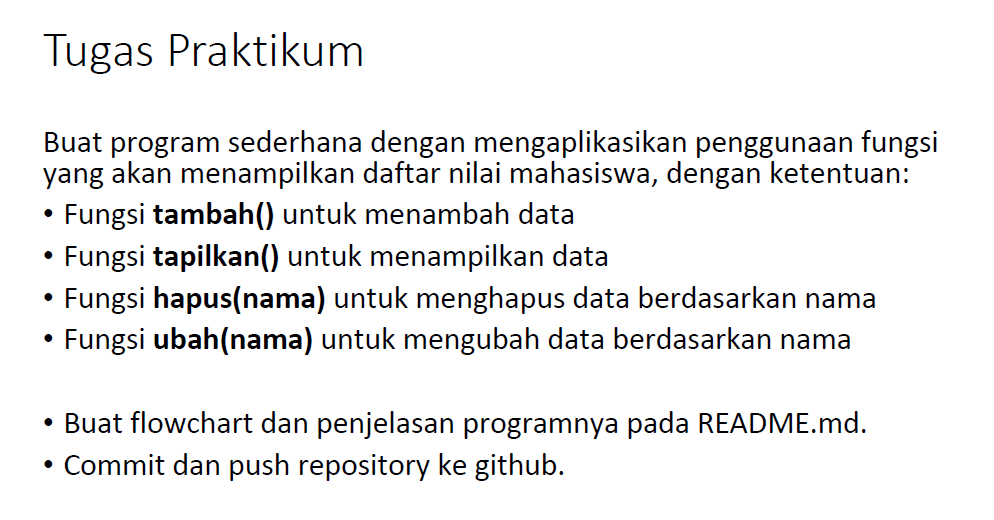 Tugas Praktikum
Buat program sederhana dengan mengaplikasikan penggunaan fungsi
yang akan menampilkan daftar nilai mahasiswa, dengan ketentuan:
• Fungsi tambah() untuk menambah data
• Fungsi tapilkan() untuk menampilkan data
• Fungsi hapus(nama) untuk menghapus data berdasarkan nama
• Fungsi ubah(nama) untuk mengubah data berdasarkan nama
• Buat flowchart dan penjelasan programnya pada README.md.
• Commit dan push repository ke github.